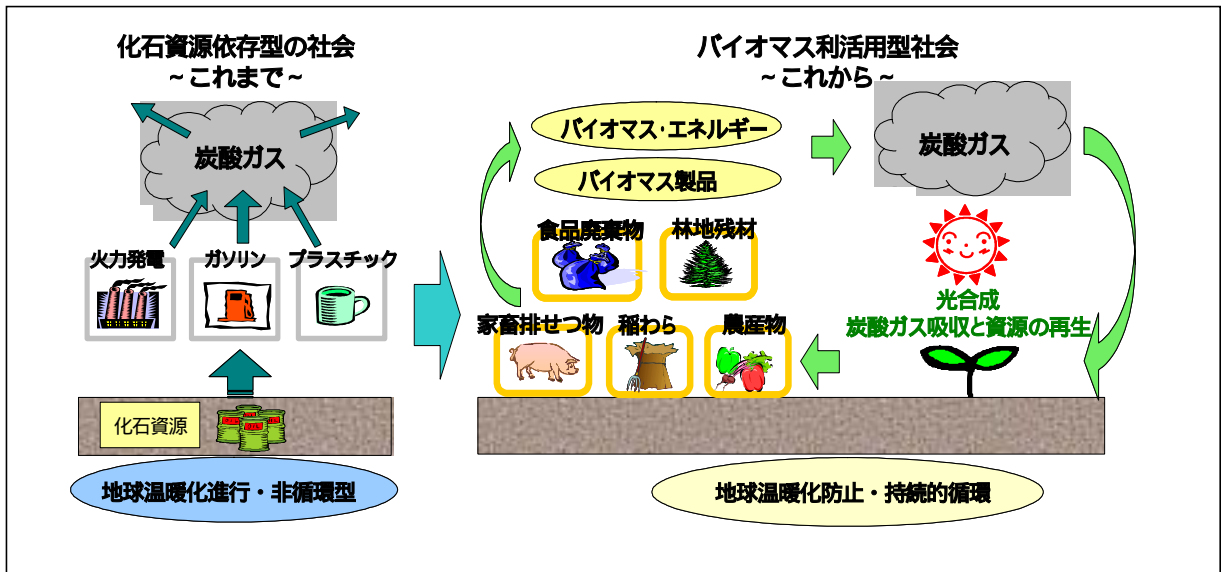 化石資源依存型の社会
～これまで～
炭酸ガス
火力発電
ガソリン
プラスチック
化石資源
地球温暖化進行・非循環型
バイオマス利活用型社会
～これから～
バイオマス・エネルギー
バイオマス製品
炭酸ガス
食品廃棄物
林地残材
家畜排せつ物
稲わら
農産物
光合成
炭酸ガス吸収と資源の再生
地球温暖化防止・持続的循環